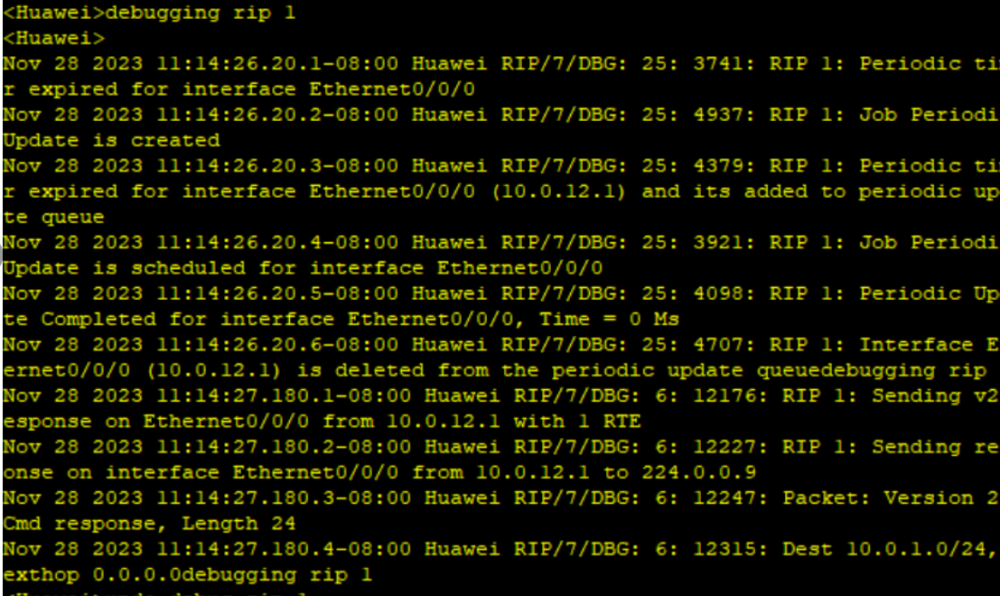 <Huawei>debugging rip 1
<Huawei>
Nov 28 2023 11:14:26.20.1-08:00 Huawei RIP/7/DBG: 25: 3741: RIP 1: Periodic ti
r expired for interface Ethernet0/0/0
Nov 28 2023 11:14:26.20.2-08:00 Huawei RIP/7/DBG: 25: 4937: RIP 1: Job Periodi
Update is created
Nov 28 2023 11:14:26.20.3-08:00 Huawei RIP/7/DBG: 25: 4379: RIP 1: Periodic ti
r expired for interface Ethernet0/0/0 (10.0.12.1) and its added to periodic up
te queue
Nov 28 2023 11:14:26.20.4-08:00 Huawei RIP/7/DBG: 25: 3921: RIP 1: Job Periodi
Update is scheduled for interface Ethernet0/0/0
Nov 28 2023 11:14:26.20.5-08:00 Huawei RIP/7/DBG: 25: 4098: RIP 1: Periodic Up
te Completed for interface Ethernet0/0/0, Time = 0 Ms
Nov 28 2023 11:14:26.20.6-08:00 Huawei RIP/7/DBG: 25: 4707: RIP 1: Interface E
ernet0/0/0 (10.0.12.1) is deleted from the periodic update queuedebugging rip
Nov 28 2023 11:14:27.180.1-08:00 Huawei RIP/7/DBG: 6: 12176: RIP 1: Sending v2
esponse on Ethernet0/0/0 from 10.0.12.1 with 1 RTE
Nov 28 2023 11:14:27.180.2-08:00 Huawei RIP/7/DBG: 6: 12227: RIP 1: Sending re
onse on interface Ethernet0/0/0 from 10.0.12.1 to 224.0.0.9
Nov 28 2023 11:14:27.180.3-08:00 Huawei RIP/7/DBG: 6: 12247: Packet: Version 2
Cmd response, Length 24
Nov 28 2023 11:14:27.180.4-08:00 Huawei RIP/7/DBG: 6: 12315: Dest 10.0.1.0/24,
exthop 0.0.0.0debugging rip 1